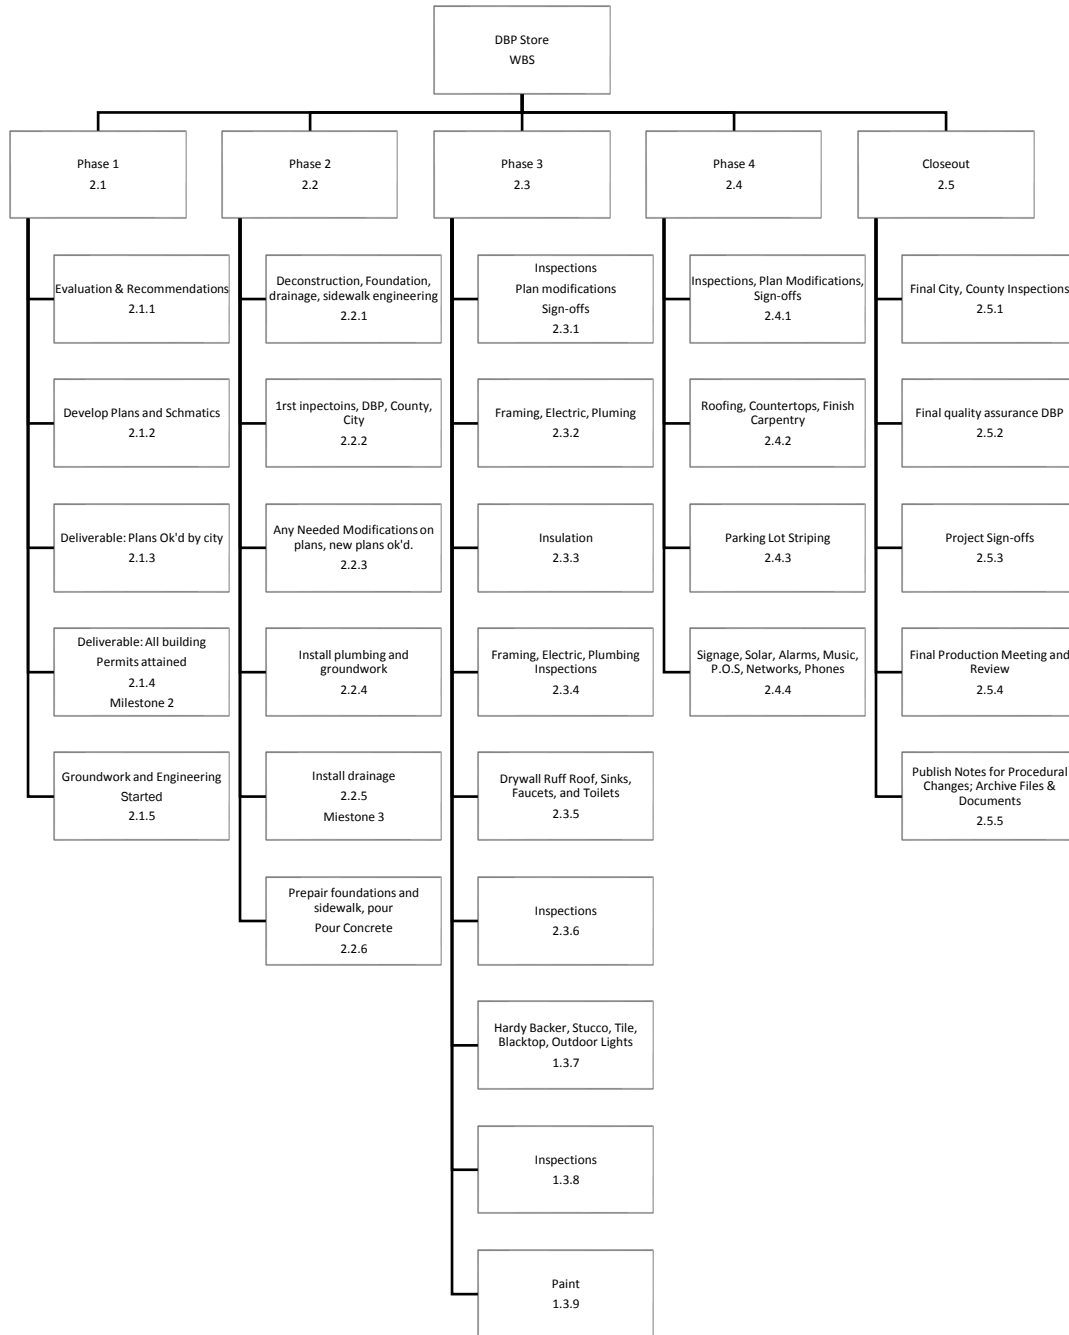 DBP Store
WBS
Phase 1
2.1
Evaluation & Recommendations
2.1.1
Develop Plans and Schmatics
2.1.2
Deliverable: Plans Ok'd by city
2.1.3
Deliverable: All building
Permits attained
2.1.4
Milestone 2
Groundwork and Engineering
Started
2.1.5
Phase 2
2.2
Deconstruction, Foundation,
drainage, sidewalk engineering
2.2.1
1rst inpectoins, DBP, County,
City
2.2.2
Any Needed Modifications on
plans, new plans ok'd.
2.2.3
Install plumbing and
groundwork
2.2.4
Install drainage
2.2.5
Miestone 3
Prepair foundations and
sidewalk, pour
Pour Concrete
2.2.6
Phase 3
2.3
Inspections
Plan modifications
Sign-offs
2.3.1
Framing, Electric, Pluming
2.3.2
Insulation
2.3.3
Framing, Electric, Plumbing
Inspections
2.3.4
Drywall Ruff Roof, Sinks,
Faucets, and Toilets
2.3.5
Inspections
2.3.6
Hardy Backer, Stucco, Tile,
Blacktop, Outdoor Lights
1.3.7
Inspections
1.3.8
Paint
1.3.9
Phase 4
2.4
Inspections, Plan Modifications,
Sign-offs
2.4.1
Roofing, Countertops, Finish
Carpentry
2.4.2
Parking Lot Striping
2.4.3
Signage, Solar, Alarms, Music,
P.O.S, Networks, Phones
2.4.4
Closeout
2.5
Final City, County Inspections
2.5.1
Final quality assurance DBP
2.5.2
Project Sign-offs
2.5.3
Final Production Meeting and
Review
2.5.4
Publish Notes for Procedural
Changes; Archive Files &
Documents
2.5.5